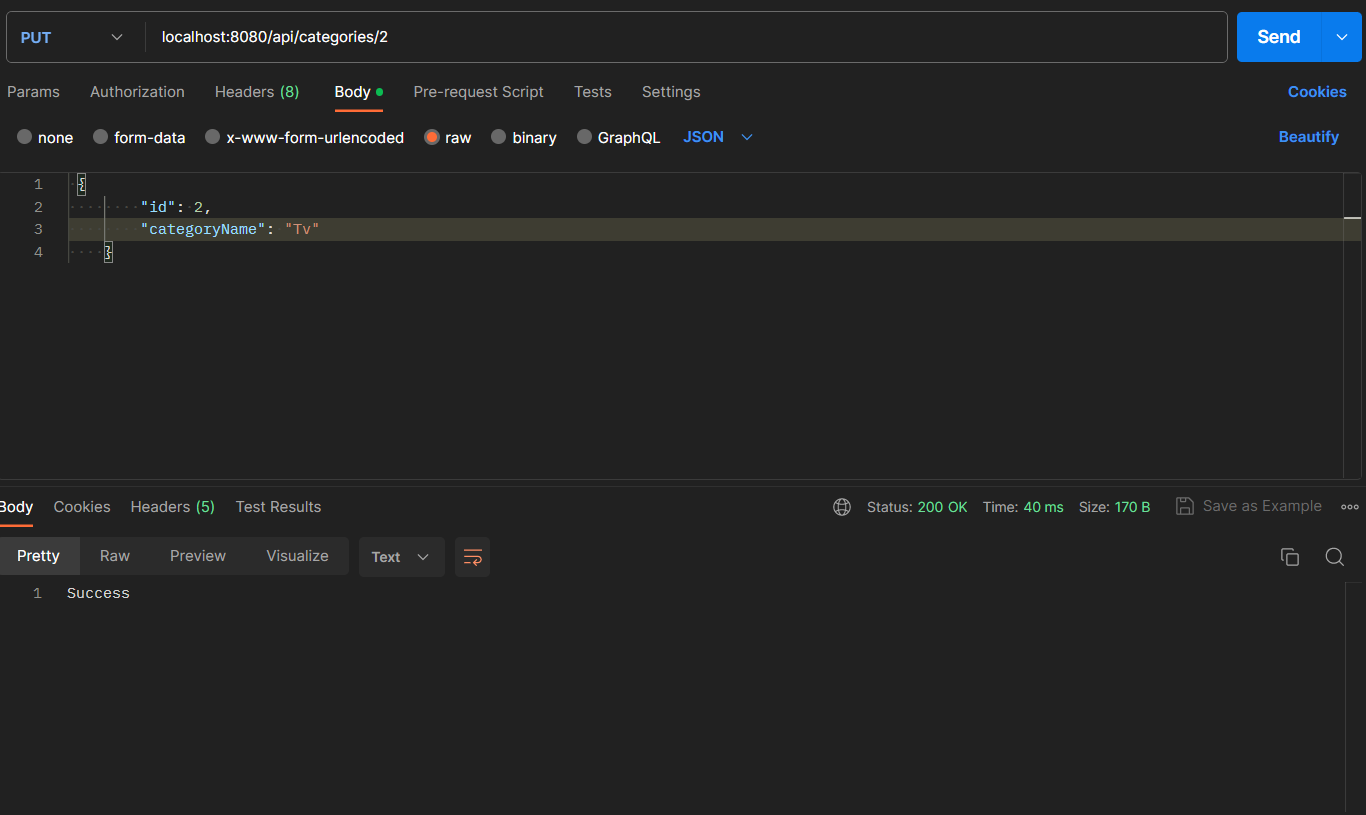 PUT localhost:8080/api/categories/2 Send
Params Authorization Headers (8) Body Pre-request Script Tests Settings Cookies
none form-data x-www-form-urlencoded raw binary GraphQL JSON Beautify
1 {
2 "id": 2,
3 "categoryName": "Tv"
4 }
Body Cookies Headers (5) Test Results Status: 200 OK Time: 40 ms Size: 170 B Save as Example
Pretty Raw Preview Visualize Text
1 Success